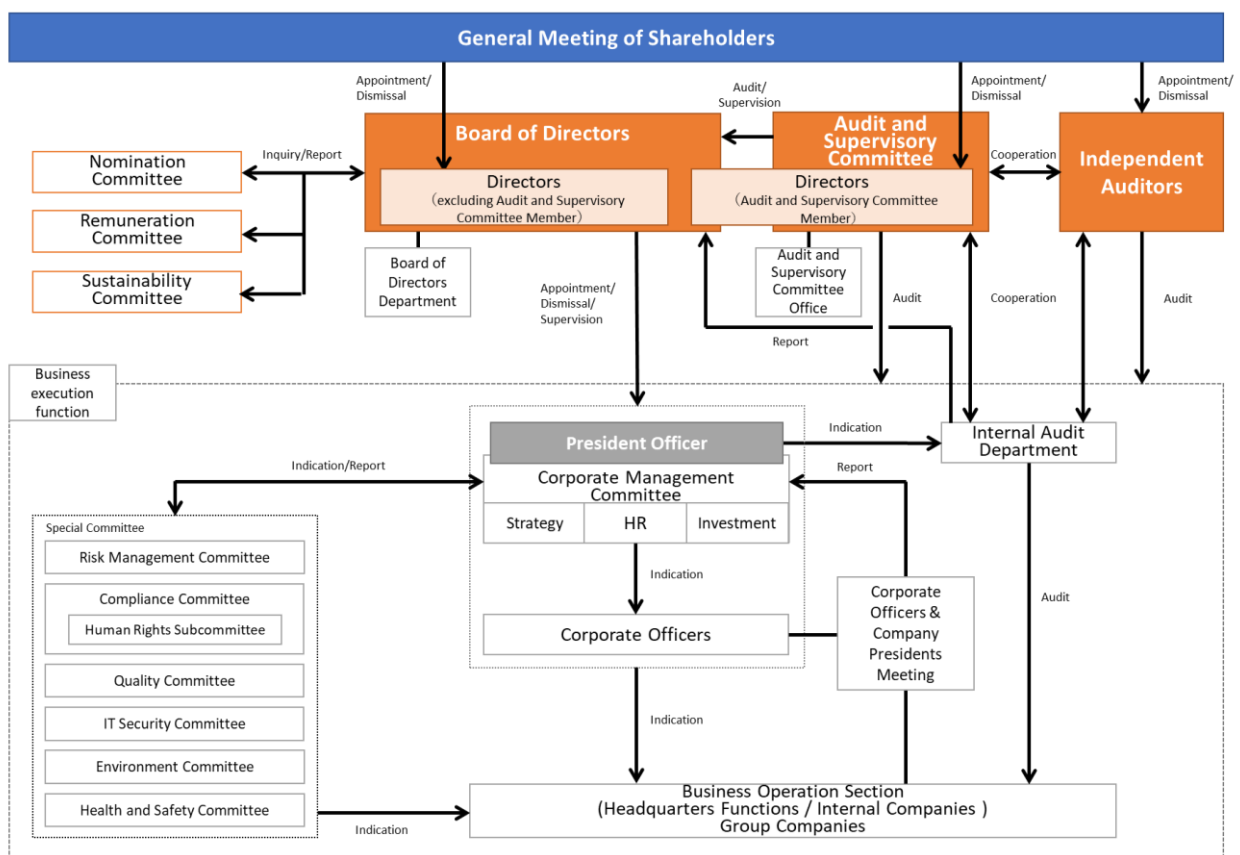 General Meeting of Shareholders
Appointment/
Dismissal
Audit/
Supervision
Appointment/
Dismissal
Appointment/
Dismissal
Board of Directors
Audit and
Supervisory
Committee
Independent
Auditors
Nomination
Committee
Inquiry/Report
Cooperation
Directors
(excluding Audit and Supervisory
Committee Member)
Directors
(Audit and Supervisory Committee
Member)
Remuneration
Committee
Sustainability
Committee
Board of
Directors
Department
Appointment/
Dismissal/
Supervision
Audit and
Supervisory
Committee
Office
Audit
Cooperation
Audit
Report
Business
execution
function
President Officer
Indication
Internal Audit
Department
Indication/Report
Corporate Management
Committee
Report
Strategy
HR
Investment
Special Committee
Risk Management Committee
Compliance Committee
Human Rights Subcommittee
Quality Committee
IT Security Committee
Environment Committee
Health and Safety Committee
Indication
Corporate Officers
Corporate
Officers &
Company
Presidents
Meeting
Audit
Indication
Business Operation Section
(Headquarters Functions / Internal Companies )
Group Companies
Indication